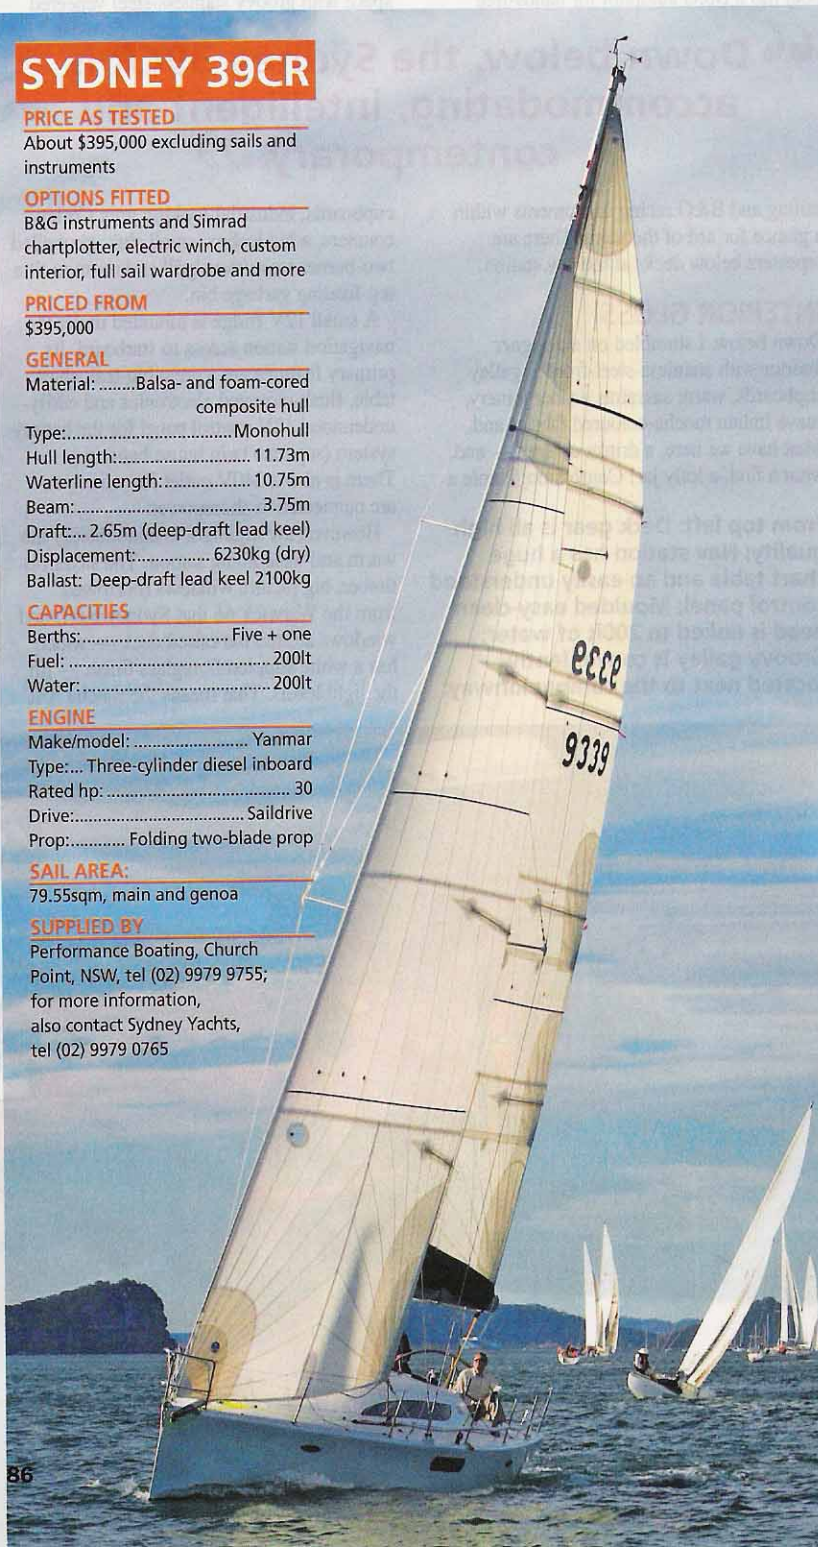 SYDNEY 39CR
PRICE AS TESTED
About $395,000 excluding sails and
instruments
OPTIONS FITTED
B&G instruments and Simrad
chartplotter, electric winch, custom
interior, full sail wardrobe and more
PRICED FROM
$395,000
GENERAL
Material: ........Balsa- and foam-cored
composite hull
Type:.............................. Monohull
Hull length:........................ 11.73m
Waterline length:................ 10.75m
Beam:................................. 3.75m
Draft:... 2.65m (deep-draft lead keel)
Displacement:.............. 6230kg (dry)
Ballast: Deep-draft lead keel 2100kg
CAPACITIES
Berths:........................... Five + one
Fuel: ..................................... 200lt
Water: ................................... 200lt
ENGINE
Make/model: ........................ Yanmar
Type:... Three-cylinder diesel inboard
Rated hp: .................................. 30
Drive:................................ Saildrive
Prop:............ Folding two-blade prop
SAIL AREA:
79.55sqm, main and genoa
SUPPLIED BY
Performance Boating, Church
Point, NSW, tel (02) 9979 9755;
for more information,
also contact Sydney Yachts,
tel (02) 9979 0765
9339
9339
86